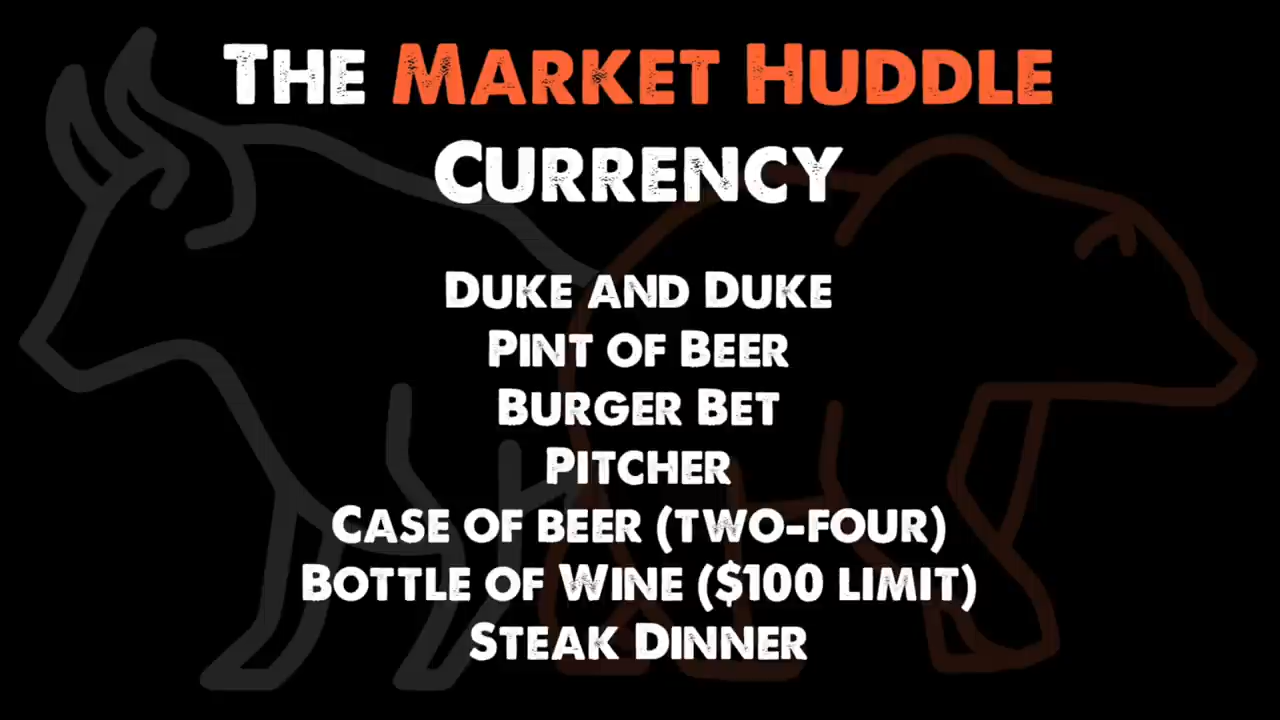 The Market Huddle
Currency
Duke and Duke
Pint of Beer
Burger Bet
Pitcher
Case of beer (two-four)
Bottle of Wine ($100 limit)
Steak Dinner